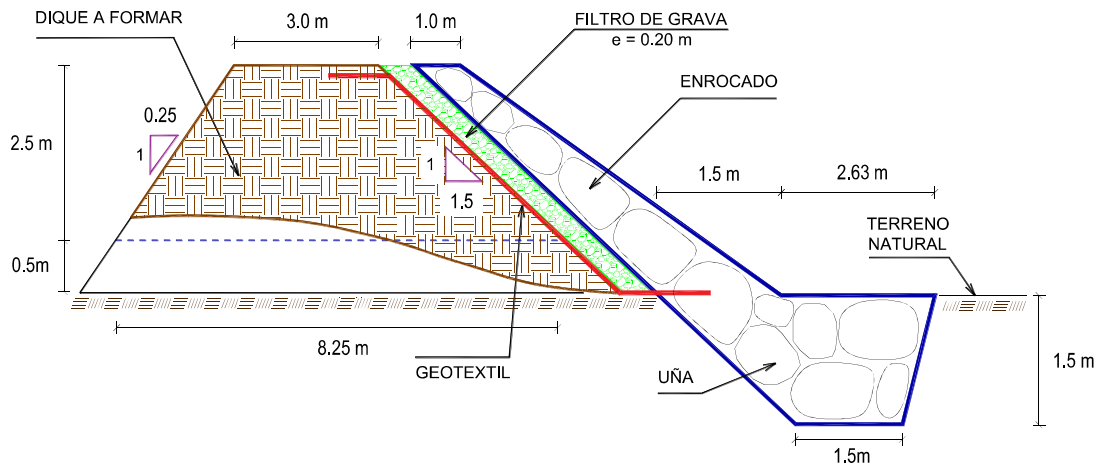 DIQUE A FORMAR
3.0 m
1.0 m
FILTRO DE GRAVA
e = 0.20 m
ENROCADO
0.25
1
2.5 m
1
1.5
1.5 m
2.63 m
TERRENO
NATURAL
0.5m
8.25 m
GEOTEXTIL
UÑA
1.5 m
1.5m